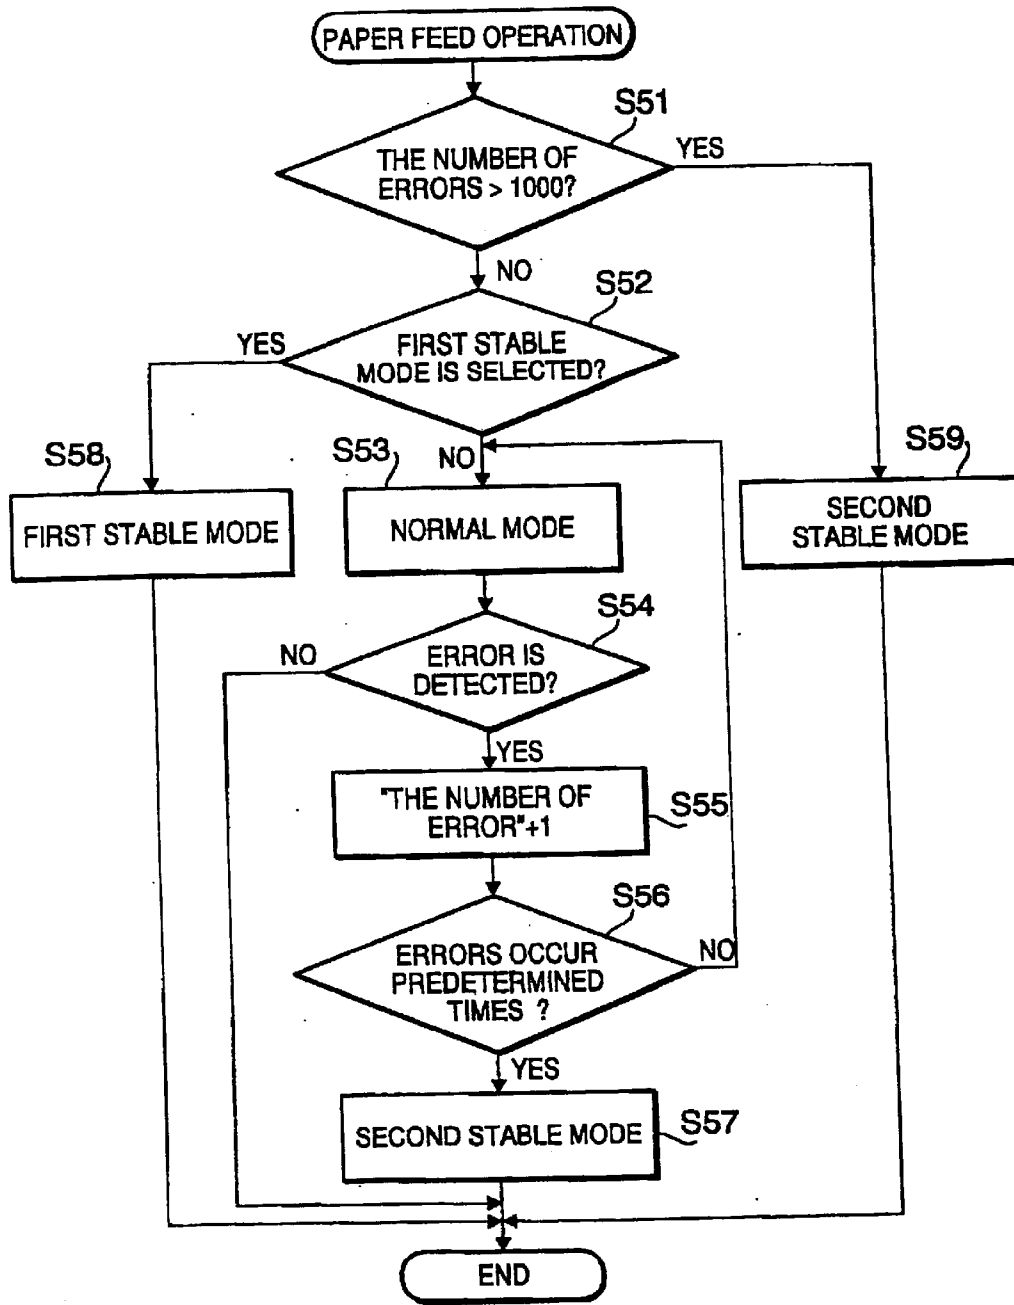 PAPER FEED OPERATION
S51
THE NUMBER OF
ERRORS > 1000?
YES
NO
S52
YES
FIRST STABLE
MODE IS SELECTED?
S58
S53
NO
S59
FIRST STABLE MODE
NORMAL MODE
SECOND
STABLE MODE
S54
NO
ERROR IS
DETECTED?
YES
"THE NUMBER OF
ERROR"+1
S55
S56
ERRORS OCCUR
PREDETERMINED
TIMES ?
NO
YES
SECOND STABLE MODE
S57
END